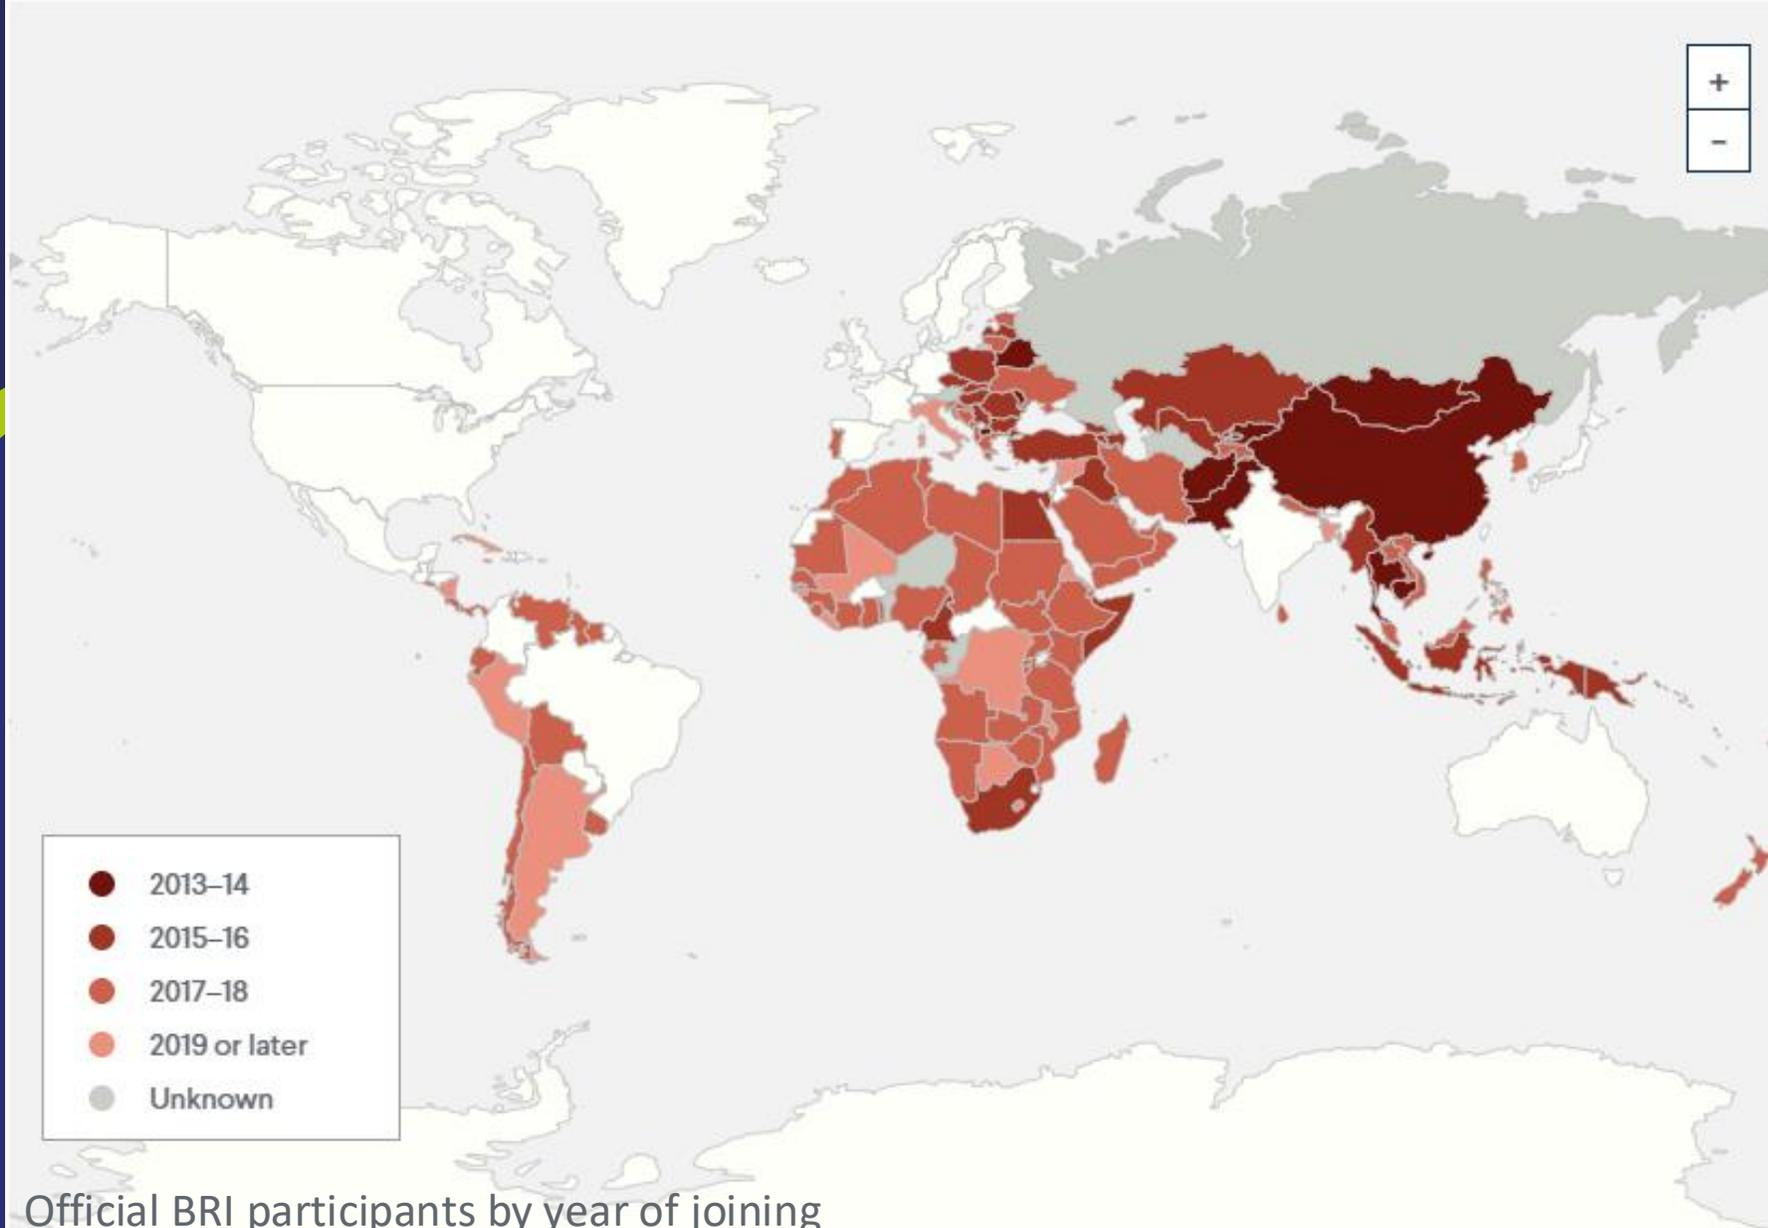 +
-
2013–14
2015–16
2017–18
2019 or later
Unknown
Official BRI participants by year of joining